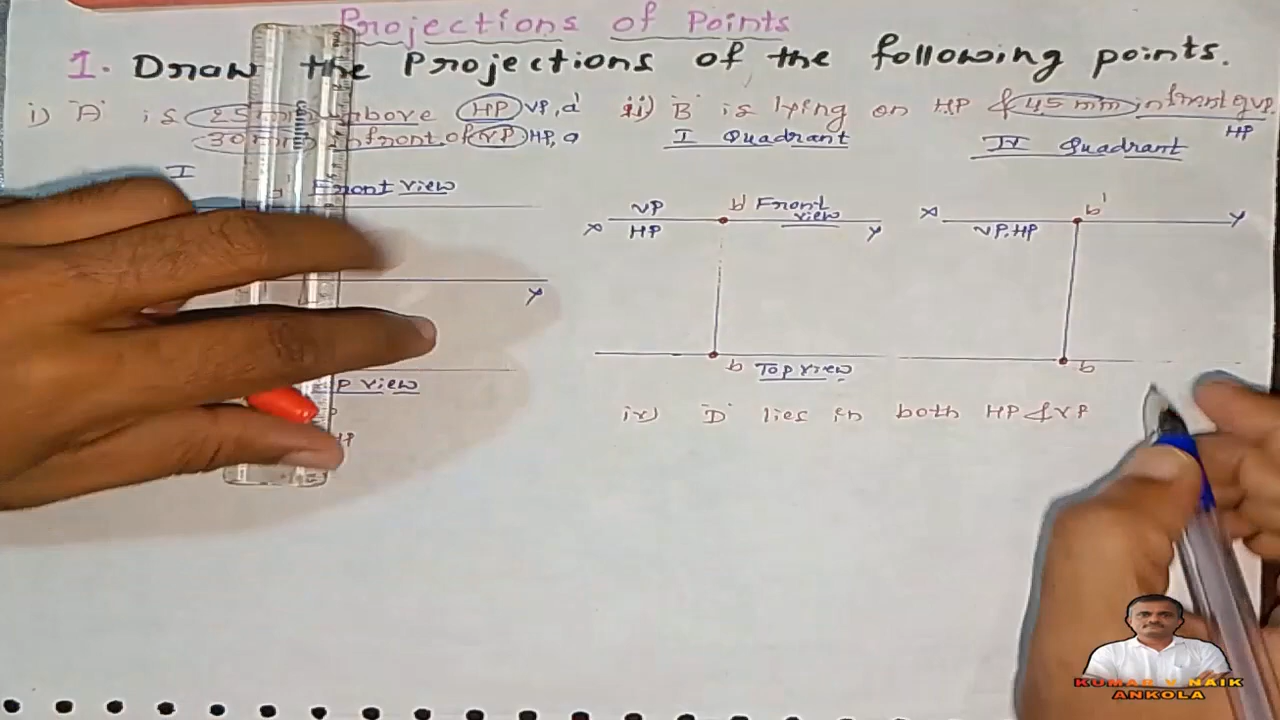 Projections of Points
1. Draw the Projections of the following points.
i) 'A' is 25 mm above HP VP, a'
30 mm infront of VP HP, a
ii) 'B' is lying on HP & 45 mm infront of VP.
HP
I Quadrant
IV Quadrant
I
Front view
Y
P view
HP
X VP b' Front view
HP Y
b Top view
X b' Y
VP, HP
b
iv) 'D' lies in both HP & VP
KUMAR V NAIK
ANKOLA